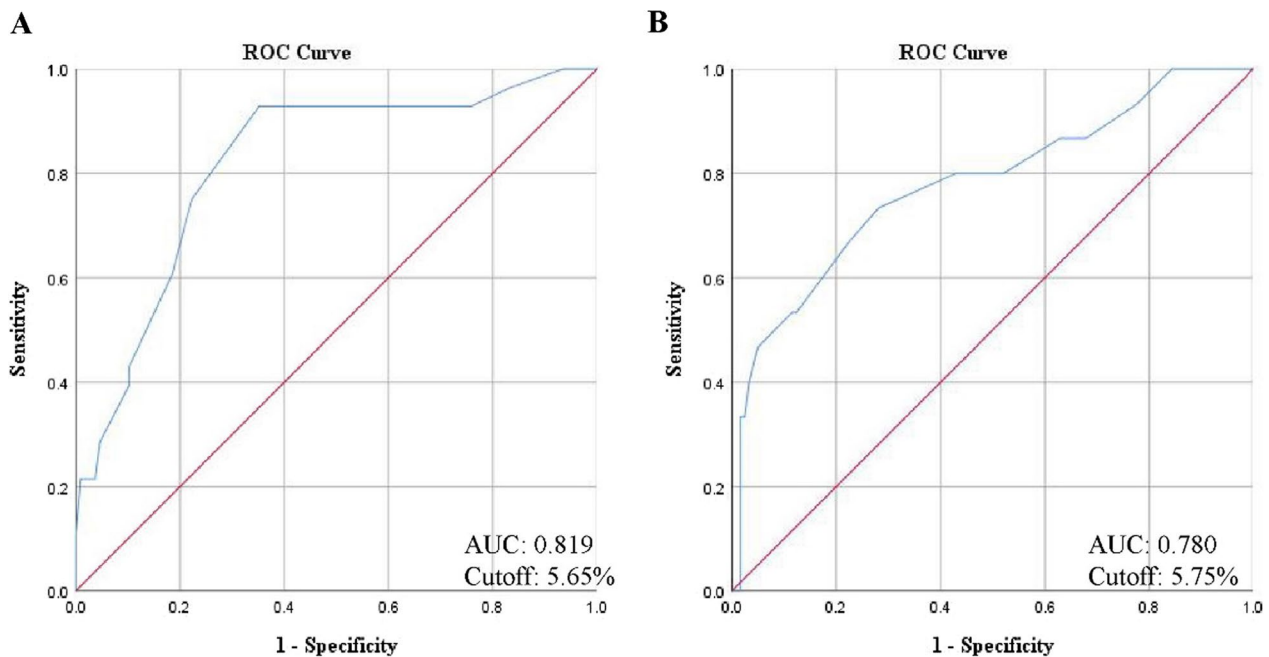 A
ROC Curve
1.0
0.8
0.6
0.4
0.2
0.0
Sensitivity
0.0 0.2 0.4 0.6 0.8 1.0
1 - Specificity
AUC: 0.819
Cutoff: 5.65%
B
ROC Curve
1.0
0.8
0.6
0.4
0.2
0.0
Sensitivity
0.0 0.2 0.4 0.6 0.8 1.0
1 - Specificity
AUC: 0.780
Cutoff: 5.75%